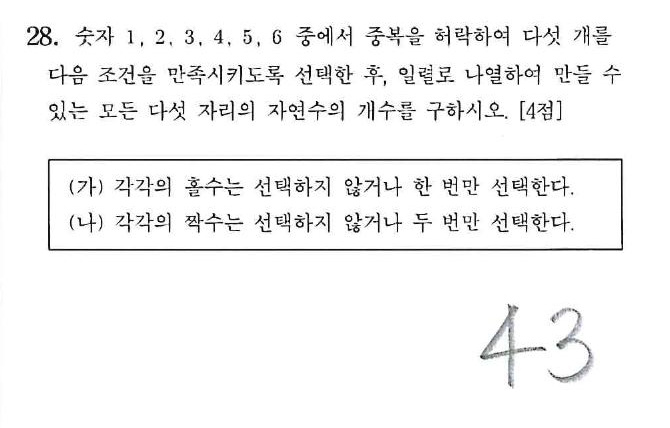 28. 숫자 1, 2, 3, 4, 5, 6 중에서 중복을 허락하여 다섯 개를
다음 조건을 만족시키도록 선택한 후, 일렬로 나열하여 만들 수
있는 모든 다섯 자리의 자연수의 개수를 구하시오. [4점]
(가) 각각의 홀수는 선택하지 않거나 한 번만 선택한다.
(나) 각각의 짝수는 선택하지 않거나 두 번만 선택한다.
43